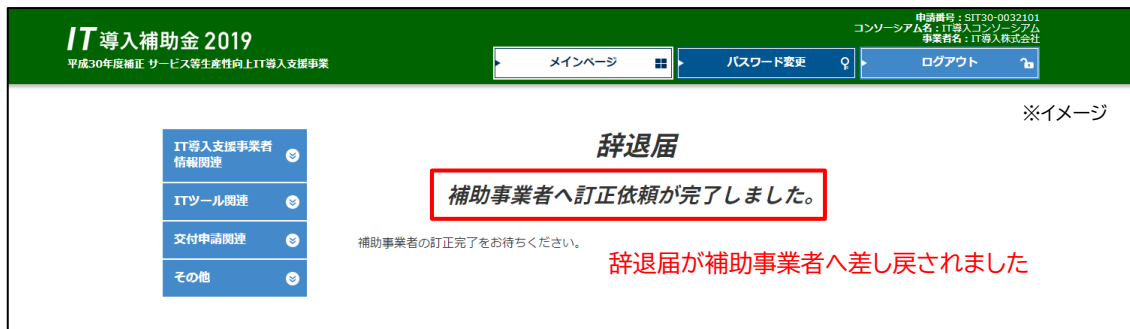 IT導入補助金 2019
平成30年度補正 サービス等生産性向上IT導入支援事業
申請番号：SIT30-0032101
コンソーシアム名：IT導入コンソーシアム
事業者名：IT導入株式会社
メインページ
パスワード変更
ログアウト
※イメージ
IT導入支援事業者
情報関連
ITツール関連
交付申請関連
その他
辞退届
補助事業者へ訂正依頼が完了しました。
補助事業者の訂正完了をお待ちください。
辞退届が補助事業者へ差し戻されました